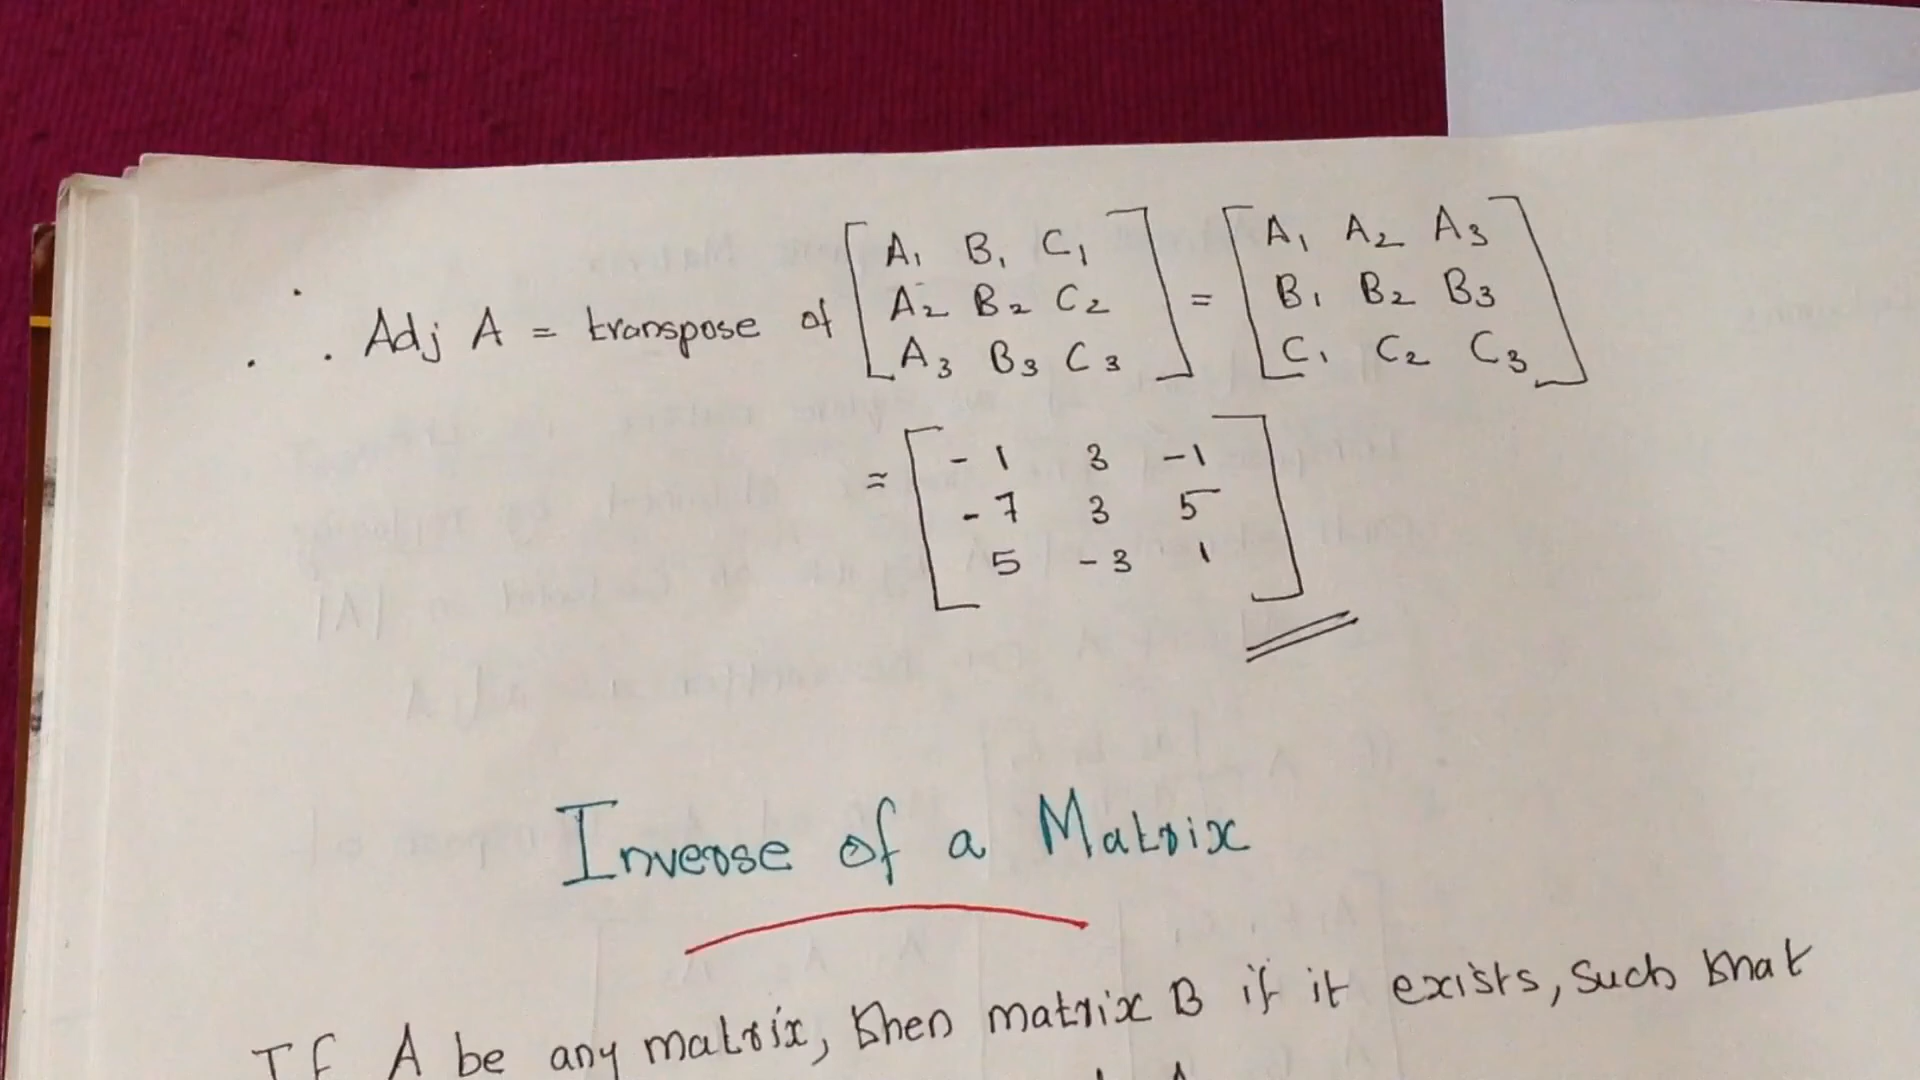 ∴ Adj A = transpose of [A₁ B₁ C₁ A₂ B₂ C₂ A₃ B₃ C₃] = [A₁ A₂ A₃ B₁ B₂ B₃ C₁ C₂ C₃]
= [-1 3 -1
-7 3 5
5 -3 1]
Inverse of a Matrix
If A be any matrix, then matrix B if it exists, such that